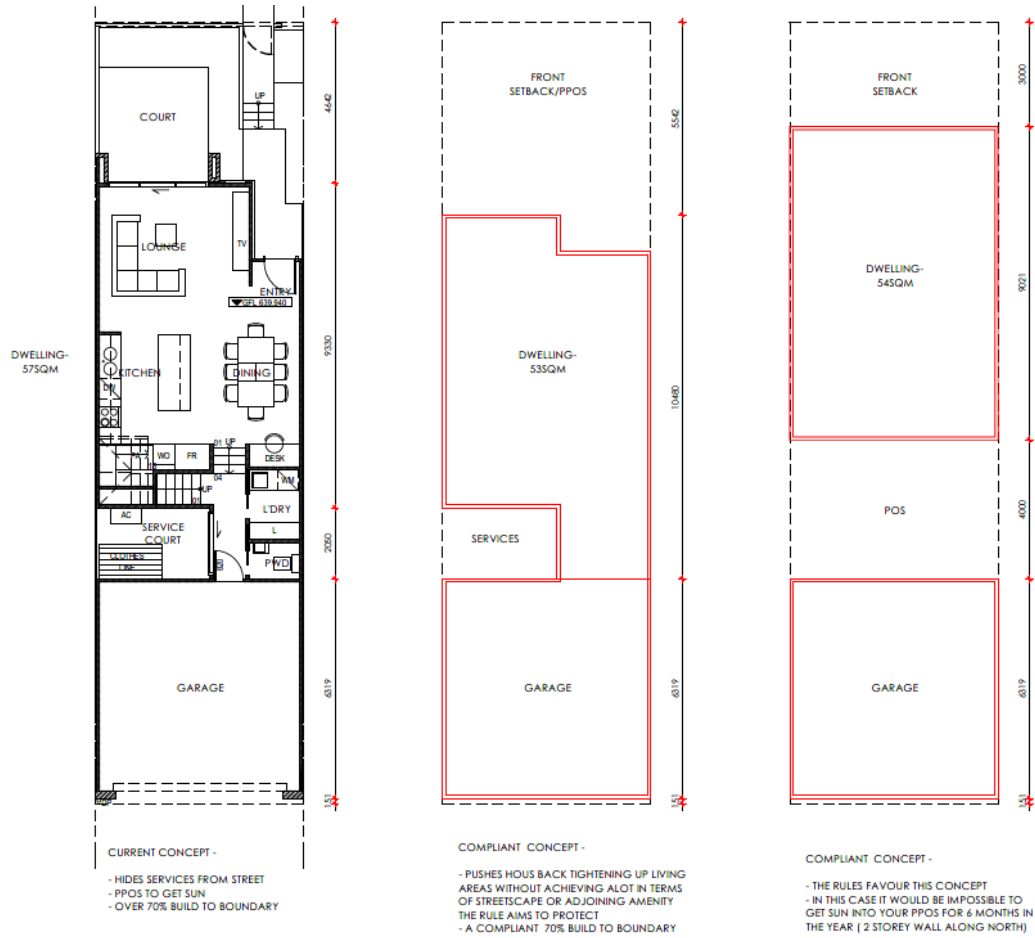 COURT
UP
LOUNGE
TV
ENTRY
GFL 639.940
DWELLING-
57SQM
KITCHEN
DINING
DW
01
UP
PA
WO
FR
DESK
04
UP
01
WM
L'DRY
L
AC
SERVICE
COURT
CLOTHES
LINE
820
PWD
GARAGE
4642
9330
2050
6319
151
CURRENT CONCEPT -
- HIDES SERVICES FROM STREET
- PPOS TO GET SUN
- OVER 70% BUILD TO BOUNDARY
FRONT
SETBACK/PPOS
DWELLING-
53SQM
SERVICES
GARAGE
5542
10480
6319
151
COMPLIANT CONCEPT -
- PUSHES HOUS BACK TIGHTENING UP LIVING
AREAS WITHOUT ACHIEVING ALOT IN TERMS
OF STREETSCAPE OR ADJOINING AMENITY
THE RULE AIMS TO PROTECT
- A COMPLIANT 70% BUILD TO BOUNDARY
FRONT
SETBACK
DWELLING-
54SQM
POS
GARAGE
3000
9021
4000
6319
151
COMPLIANT CONCEPT -
- THE RULES FAVOUR THIS CONCEPT
- IN THIS CASE IT WOULD BE IMPOSSIBLE TO
GET SUN INTO YOUR PPOS FOR 6 MONTHS IN
THE YEAR ( 2 STOREY WALL ALONG NORTH)